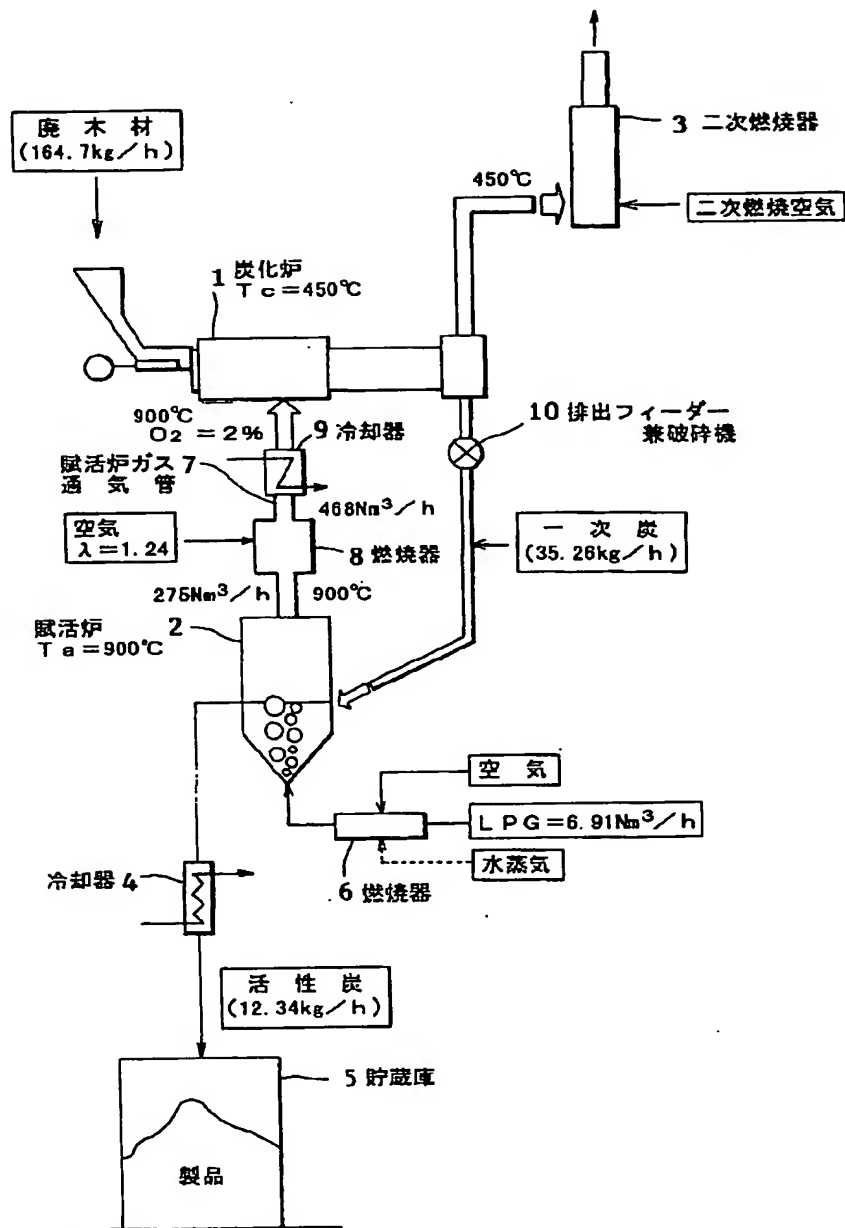 廃木材
(164.7kg/h)
3 二次燃焼器
450℃
二次燃焼空気
1 炭化炉
Tc=450℃
900℃
O2=2%
9 冷却器
10 排出フィーダー
兼破砕機
賦活炉ガス 7
通気管
468Nm³/h
空気
λ=1.24
8 燃焼器
一次炭
(35.26kg/h)
275Nm³/h
900℃
賦活炉 2
Ta=900℃
空気
LPG=6.91Nm³/h
水蒸気
6 燃焼器
冷却器 4
活性炭
(12.34kg/h)
5 貯蔵庫
製品